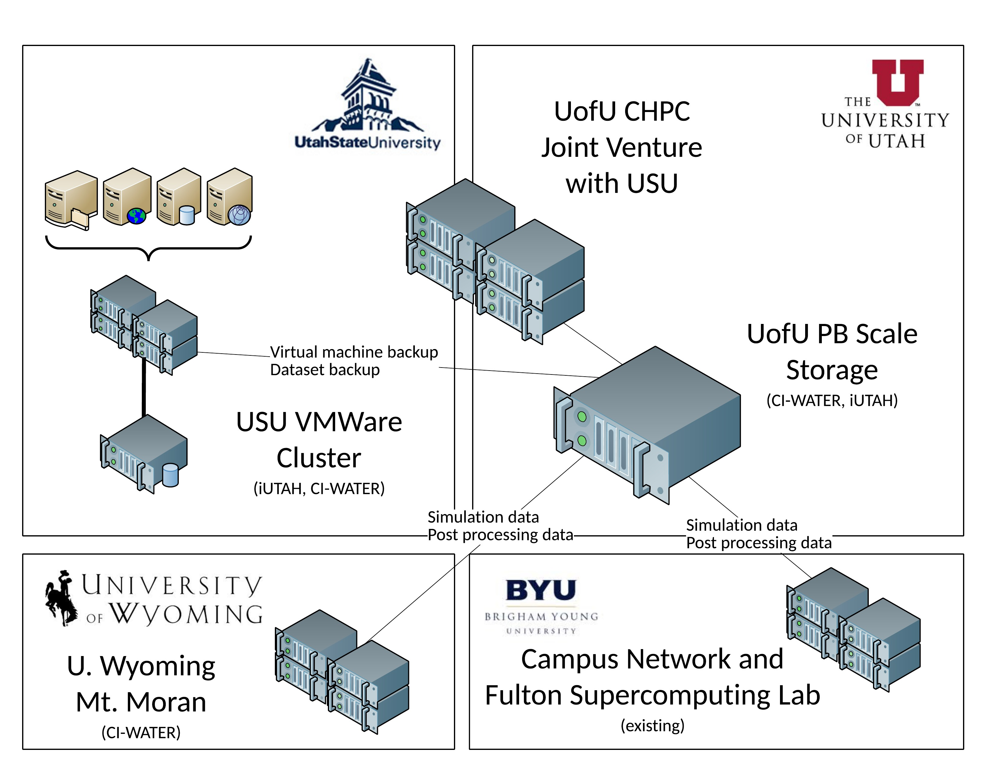 UtahStateUniversity
THE
UNIVERSITY
OF UTAH
™
UofU CHPC
Joint Venture
with USU
Virtual machine backup
Dataset backup
UofU PB Scale
Storage
(CI-WATER, iUTAH)
USU VMWare
Cluster
(iUTAH, CI-WATER)
Simulation data
Post processing data
Simulation data
Post processing data
UNIVERSITY
OF WYOMING
U. Wyoming
Mt. Moran
(CI-WATER)
BYU
BRIGHAM YOUNG
UNIVERSITY
Campus Network and
Fulton Supercomputing Lab
(existing)